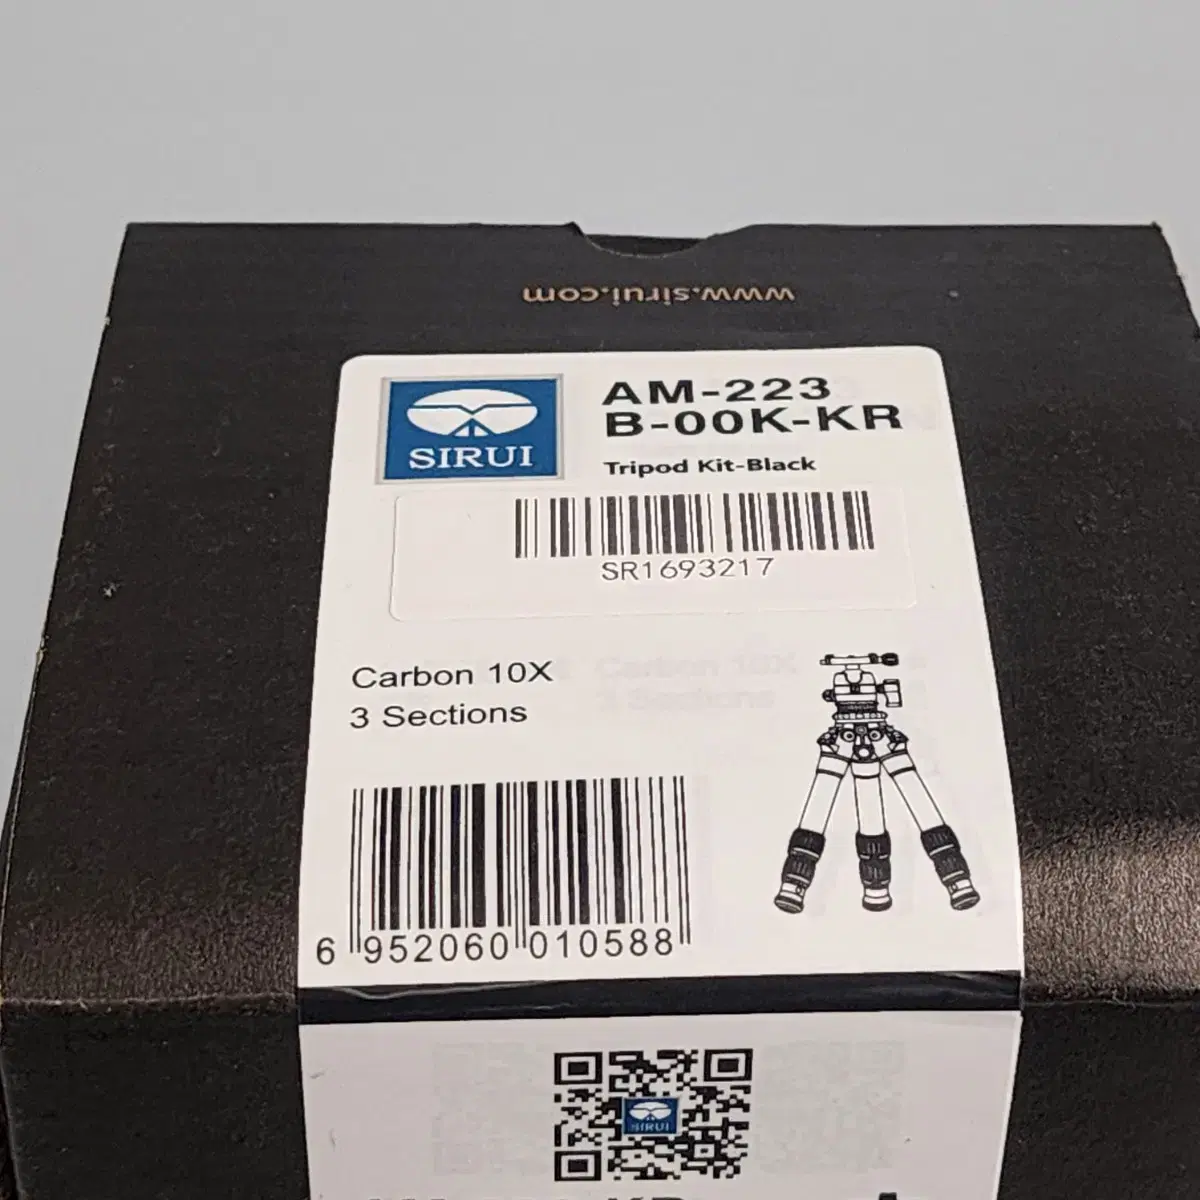 www.sirui.com
SIRUI
AM-223
B-00K-KR
Tripod Kit-Black
SR1693217
Carbon 10X
3 Sections
6 952060 010588
SIRUI